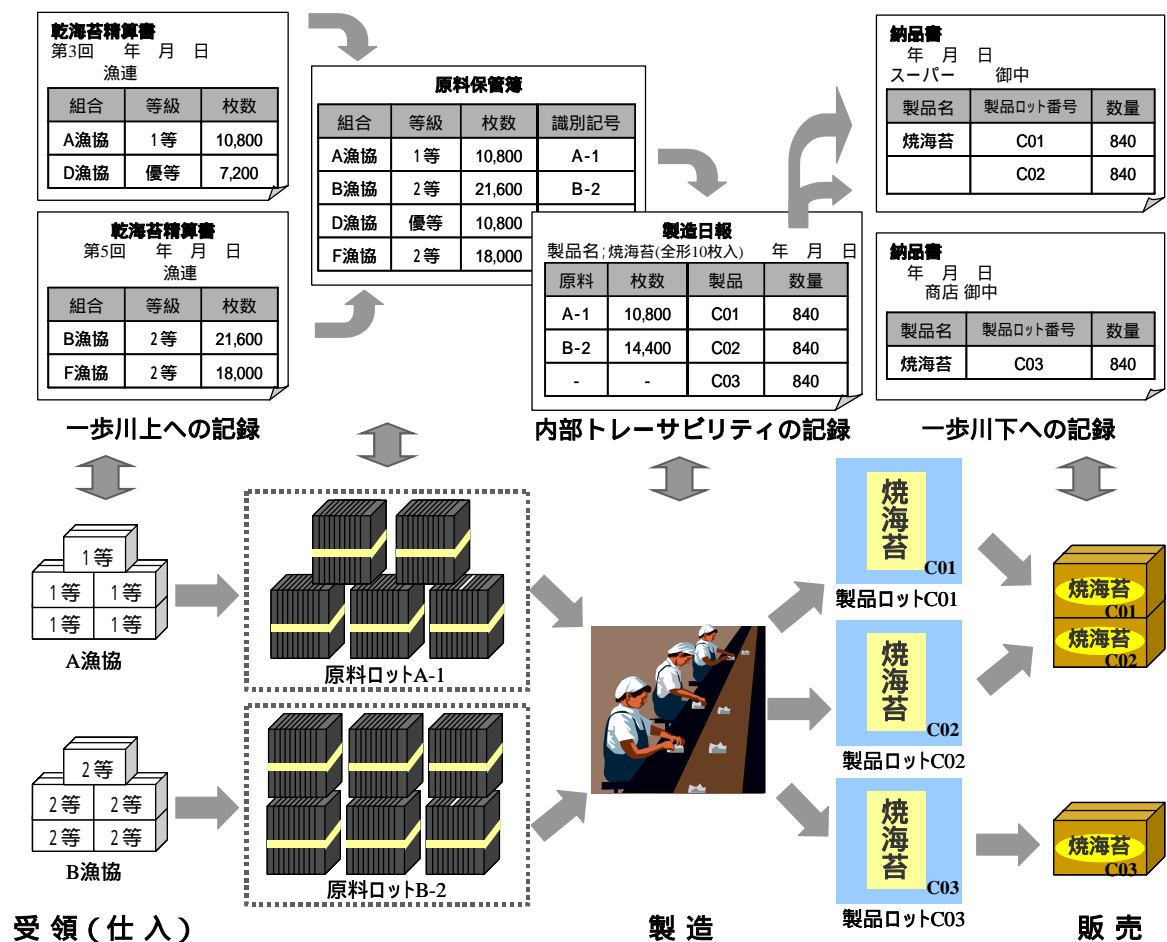 乾海苔精算書
第3回 年 月 日
漁連
組合 等級 枚数
A漁協 1等 10,800
D漁協 優等 7,200
乾海苔精算書
第5回 年 月 日
漁連
組合 等級 枚数
B漁協 2等 21,600
F漁協 2等 18,000
一歩川上への記録
原料保管簿
組合 等級 枚数 識別記号
A漁協 1等 10,800 A-1
B漁協 2等 21,600 B-2
D漁協 優等 10,800
F漁協 2等 18,000
製造日報
製品名;焼海苔(全形10枚入) 年 月 日
原料 枚数 製品 数量
A-1 10,800 C01 840
B-2 14,400 C02 840
- - C03 840
内部トレーサビリティの記録
納品書
年 月 日
スーパー 御中
製品名 製品ロット番号 数量
焼海苔 C01 840
C02 840
納品書
年 月 日
商店 御中
製品名 製品ロット番号 数量
焼海苔 C03 840
一歩川下への記録
1等
1等 1等
1等 1等
A漁協
原料ロットA-1
2等
2等 2等
2等 2等
B漁協
原料ロットB-2
焼海苔
C01
製品ロットC01
焼海苔
C02
製品ロットC02
焼海苔
C03
製品ロットC03
焼海苔
C01
焼海苔
C02
焼海苔
C03
受領(仕入)
製造
販売